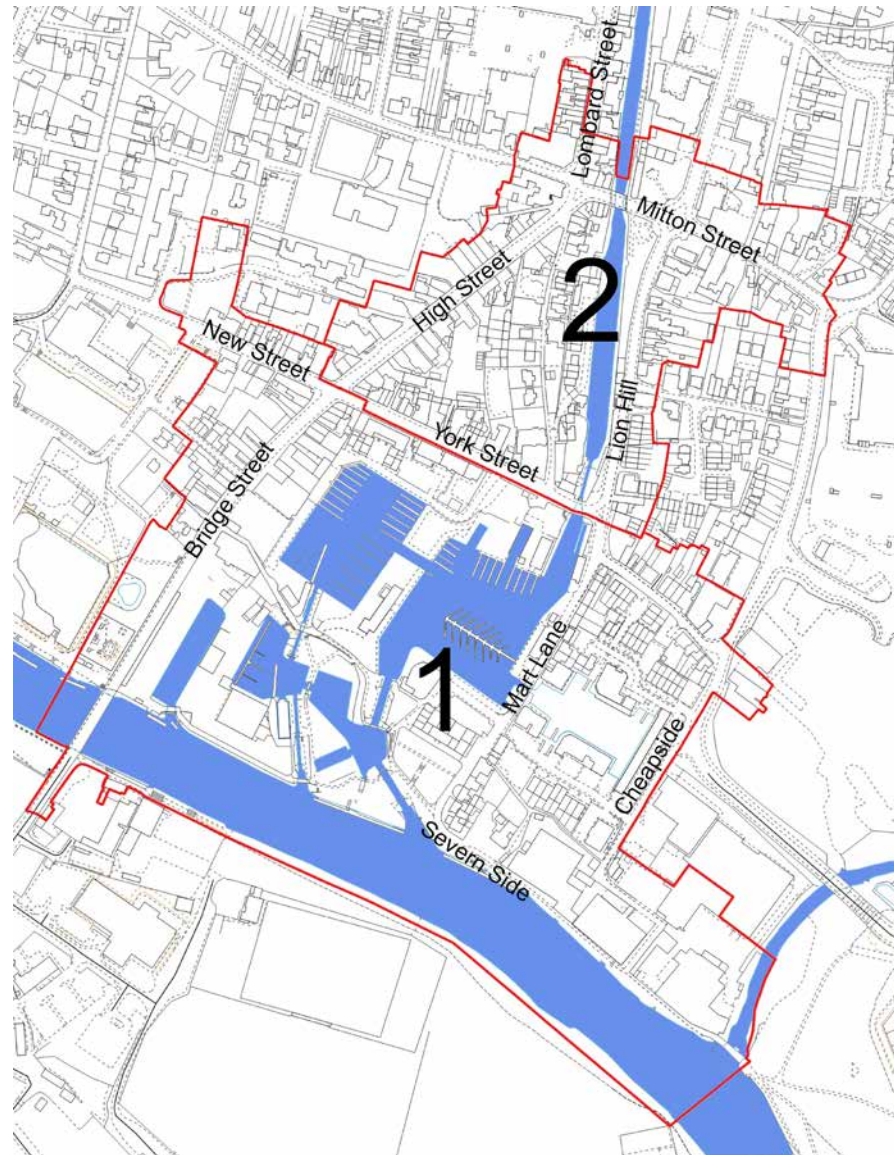 Lombard Street
Mitton Street
High Street
2
New Street
Lion Hill
York Street
Bridge Street
1
Mart Lane
Cheapside
Severn Side